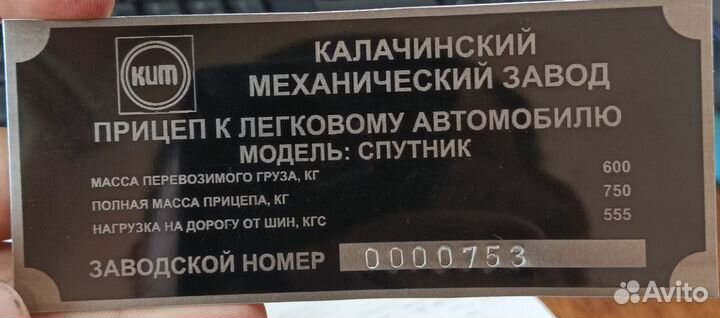 КИМ
КАЛАЧИНСКИЙ
МЕХАНИЧЕСКИЙ ЗАВОД
ПРИЦЕП К ЛЕГКОВОМУ АВТОМОБИЛЮ
МОДЕЛЬ: СПУТНИК
МАССА ПЕРЕВОЗИМОГО ГРУЗА, КГ 600
ПОЛНАЯ МАССА ПРИЦЕПА, КГ 750
НАГРУЗКА НА ДОРОГУ ОТ ШИН, КГС 555
ЗАВОДСКОЙ НОМЕР 0000753
Avito